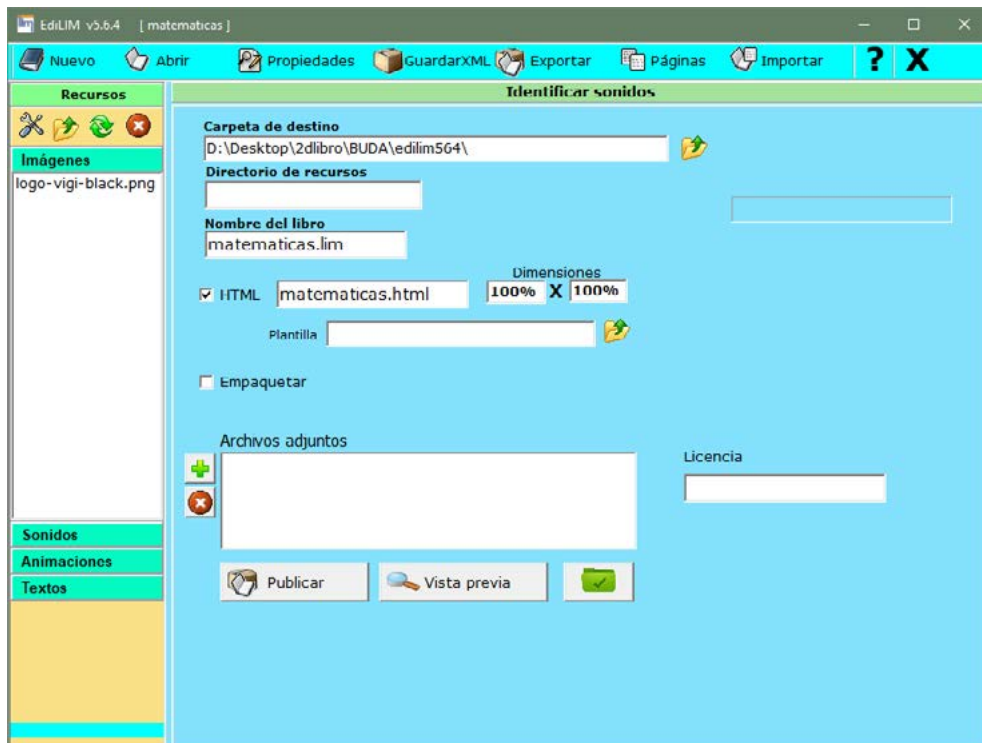 EdiLIM v5.6.4 [ matematicas ]
Nuevo Abrir Propiedades GuardarXML Exportar Páginas Importar ? X
Recursos
Identificar sonidos
Imágenes
logo-vigi-black.png
Sonidos
Animaciones
Textos
Carpeta de destino
D:\Desktop\2dlibro\BUDA\edilim564\
Directorio de recursos
Nombre del libro
matematicas.lim
Dimensiones
HTML matematicas.html 100% X 100%
Plantilla
Empaquetar
Archivos adjuntos
Licencia
Publicar Vista previa